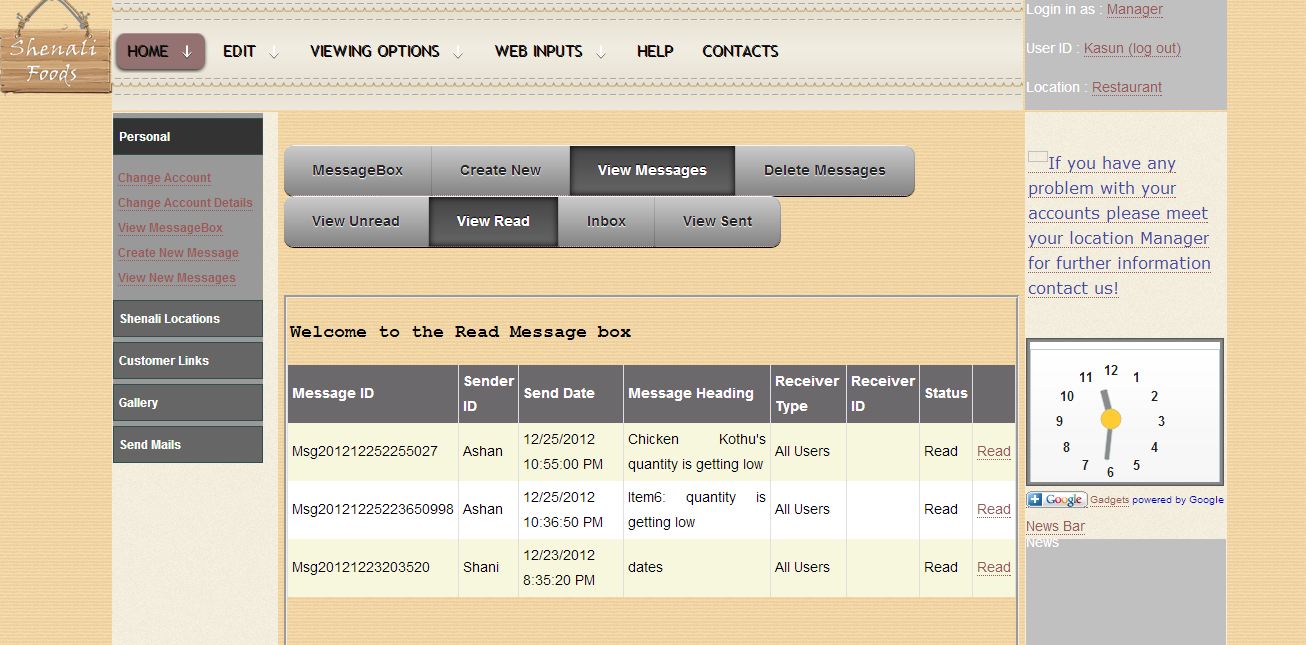 Shenali
Foods
HOME EDIT VIEWING OPTIONS WEB INPUTS HELP CONTACTS
Login in as : Manager
User ID : Kasun (log out)
Location : Restaurant
Personal
Change Account
Change Account Details
View MessageBox
Create New Message
View New Messages
Shenali Locations
Customer Links
Gallery
Send Mails
MessageBox Create New View Messages Delete Messages
View Unread View Read Inbox View Sent
Welcome to the Read Message box
Message ID Sender ID Send Date Message Heading Receiver Type Receiver ID Status
Msg201212252255027 Ashan 12/25/2012 10:55:00 PM Chicken Kothu's quantity is getting low All Users Read Read
Msg20121225223650998 Ashan 12/25/2012 10:36:50 PM Item6: quantity is getting low All Users Read Read
Msg20121223203520 Shani 12/23/2012 8:35:20 PM dates All Users Read Read
If you have any
problem with your
accounts please meet
your location Manager
for further information
contact us!
12
11 1
10 2
9 3
8 4
7 5
6
Google Gadgets powered by Google
News Bar
News